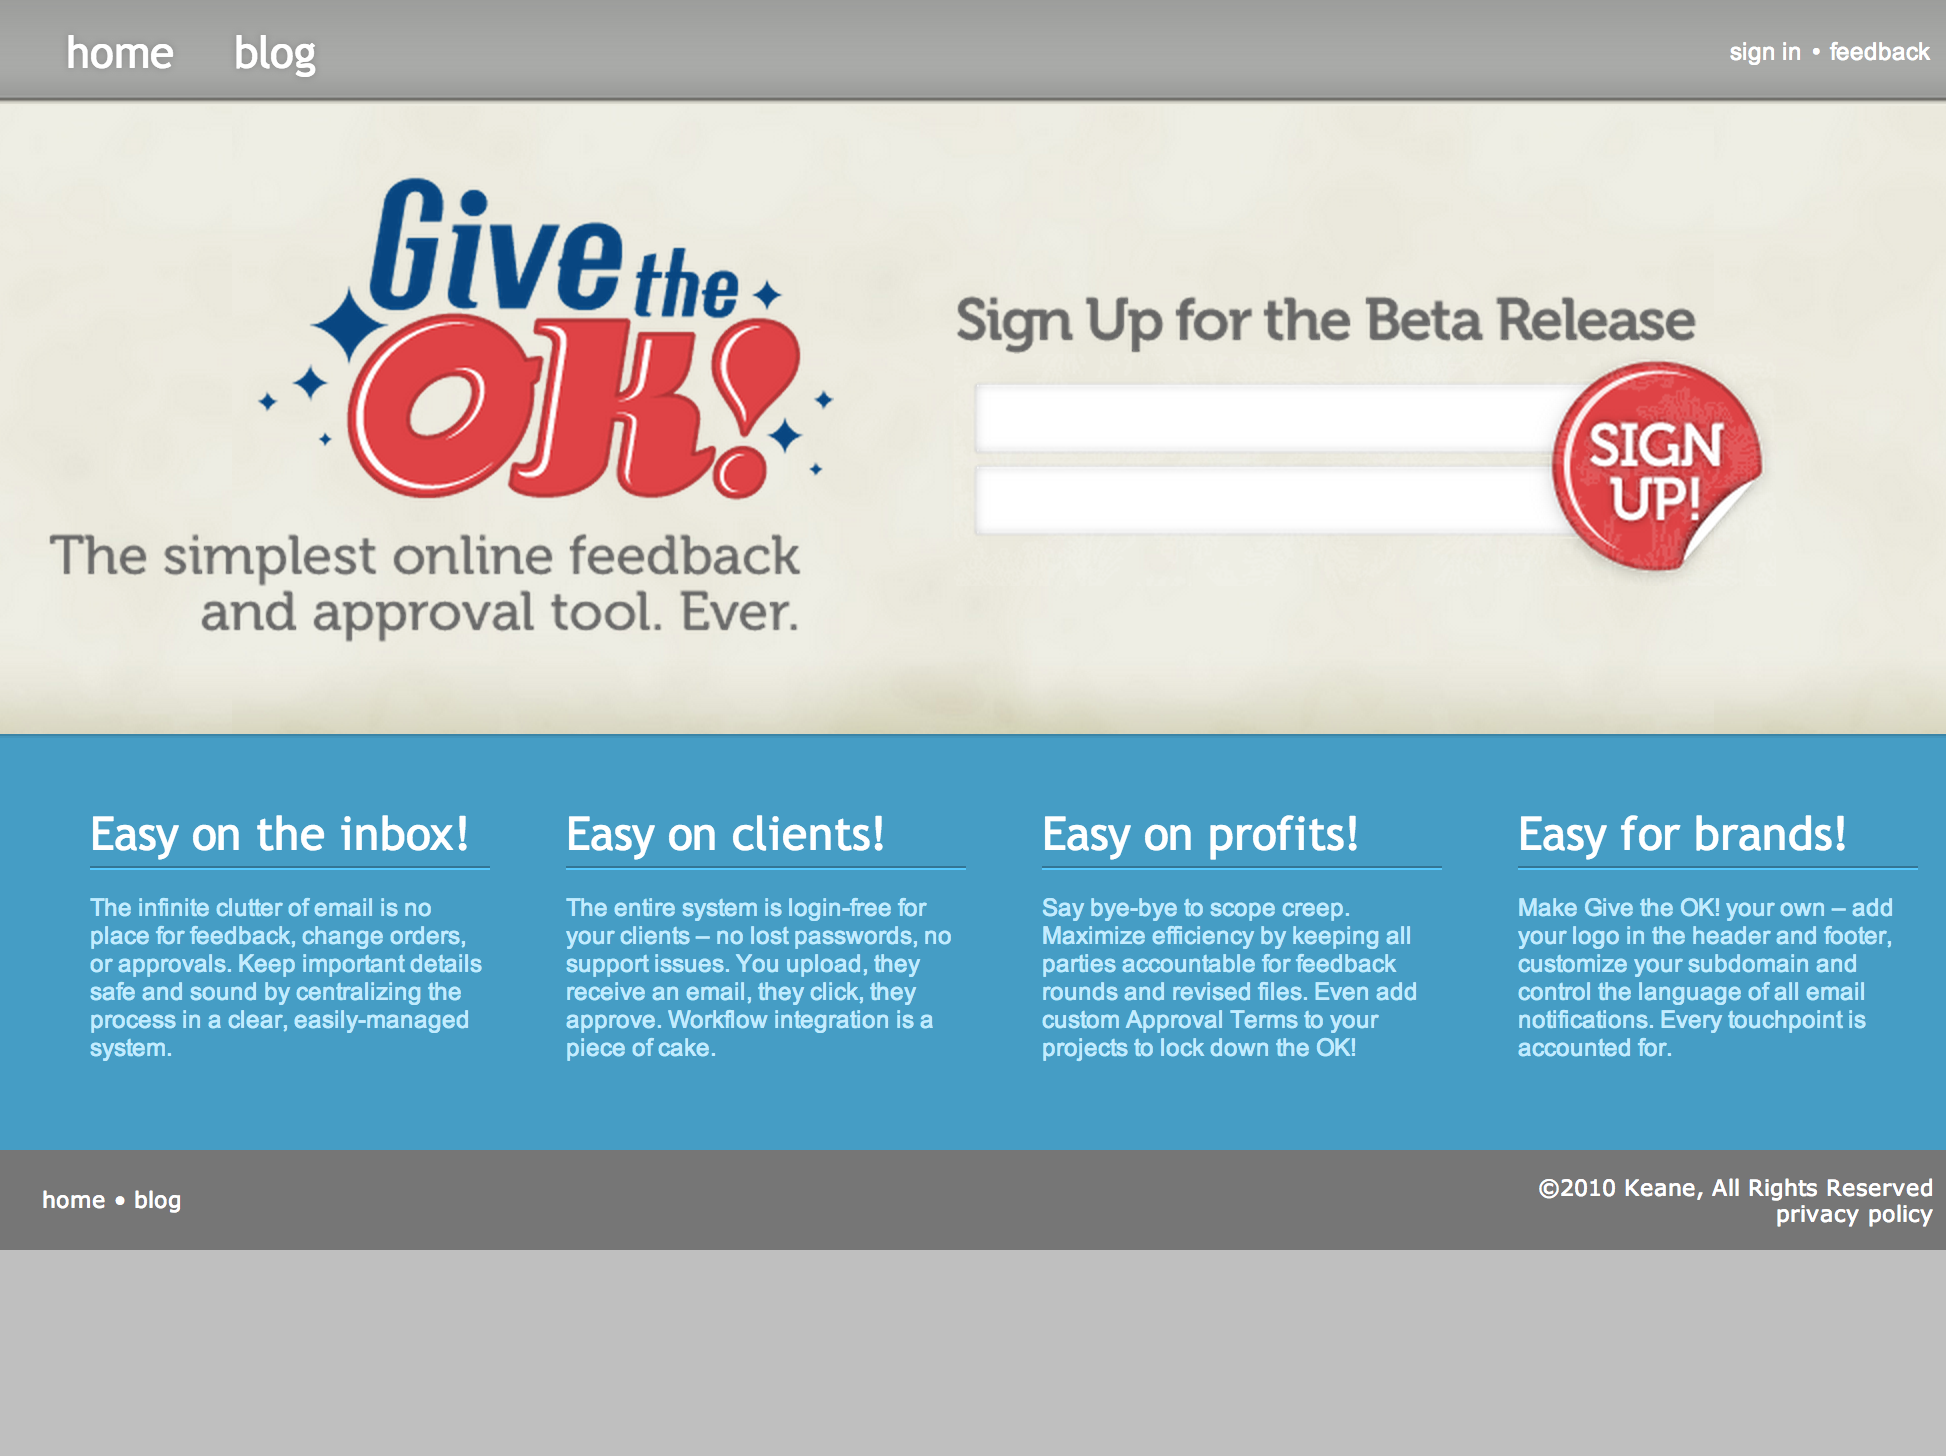 home blog
sign in • feedback
Give the
OK!
The simplest online feedback
and approval tool. Ever.
Sign Up for the Beta Release
SIGN
UP!
Easy on the inbox!
The infinite clutter of email is no
place for feedback, change orders,
or approvals. Keep important details
safe and sound by centralizing the
process in a clear, easily-managed
system.
Easy on clients!
The entire system is login-free for
your clients – no lost passwords, no
support issues. You upload, they
receive an email, they click, they
approve. Workflow integration is a
piece of cake.
Easy on profits!
Say bye-bye to scope creep.
Maximize efficiency by keeping all
parties accountable for feedback
rounds and revised files. Even add
custom Approval Terms to your
projects to lock down the OK!
Easy for brands!
Make Give the OK! your own – add
your logo in the header and footer,
customize your subdomain and
control the language of all email
notifications. Every touchpoint is
accounted for.
home • blog
©2010 Keane, All Rights Reserved
privacy policy